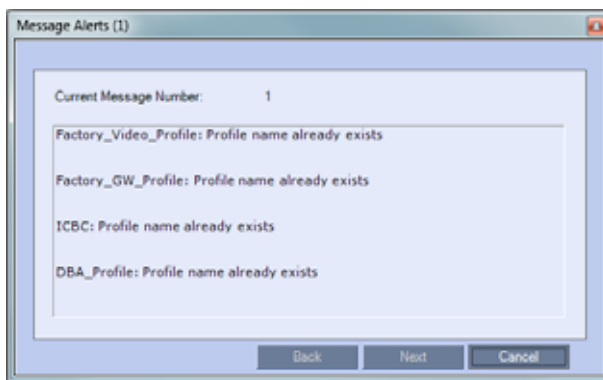 Message Alerts (1)
Current Message Number: 1
Factory_Video_Profile: Profile name already exists
Factory_GW_Profile: Profile name already exists
ICBC: Profile name already exists
DBA_Profile: Profile name already exists
Back Next Cancel